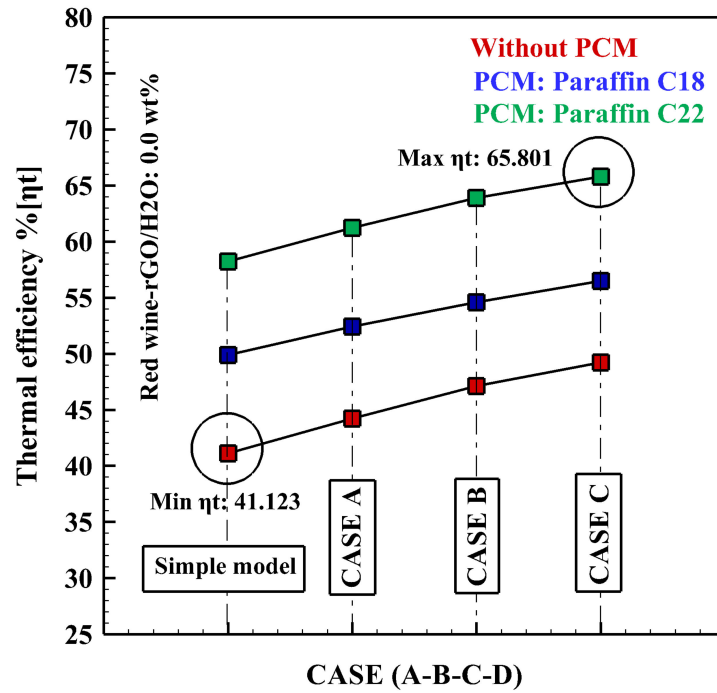 Without PCM
PCM: Paraffin C18
PCM: Paraffin C22
Max ηt: 65.801
Min ηt: 41.123
Red wine-rGO/H2O: 0.0 wt%
Thermal efficiency %[ηt]
80
75
70
65
60
55
50
45
40
35
30
25
Simple model
CASE A
CASE B
CASE C
CASE (A-B-C-D)